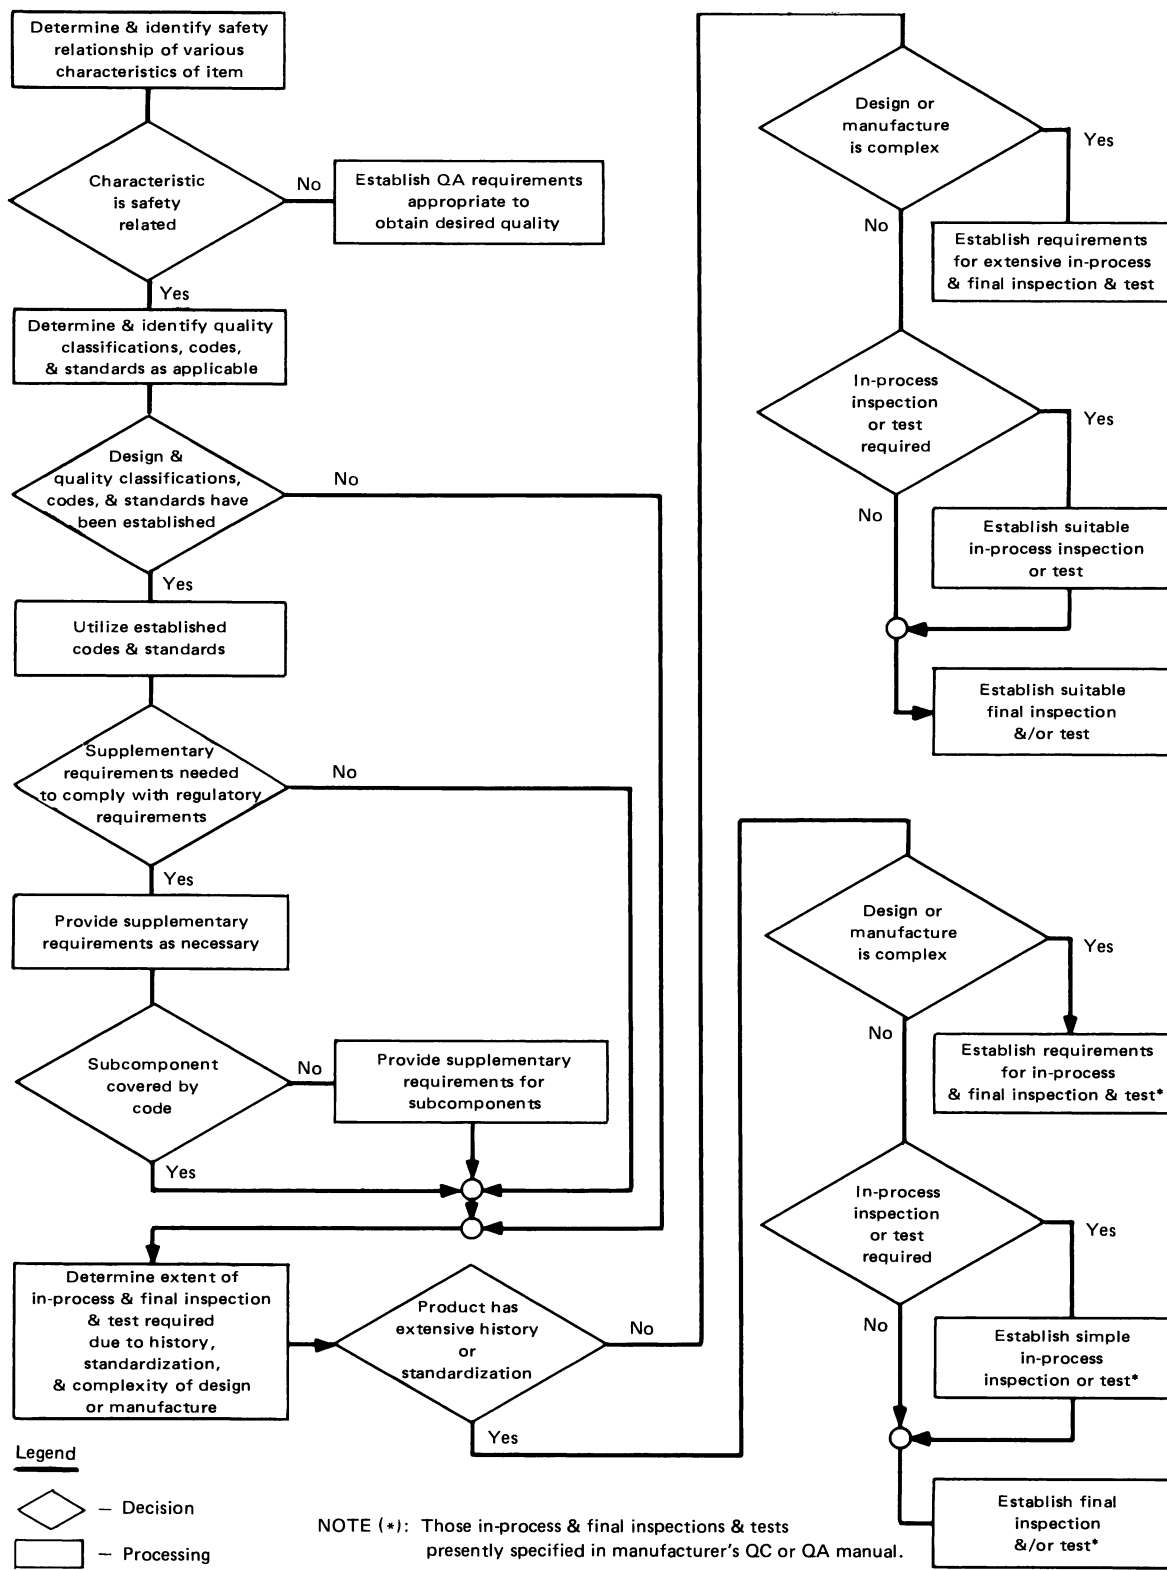 Determine & identify safety
relationship of various
characteristics of item
Characteristic
is safety
related
No
Establish QA requirements
appropriate to
obtain desired quality
Yes
Determine & identify quality
classifications, codes,
& standards as applicable
Design &
quality classifications,
codes, & standards have
been established
No
Yes
Utilize established
codes & standards
Supplementary
requirements needed
to comply with regulatory
requirements
No
Yes
Provide supplementary
requirements as necessary
Subcomponent
covered by
code
No
Provide supplementary
requirements for
subcomponents
Yes
Determine extent of
in-process & final inspection
& test required
due to history,
standardization,
& complexity of design
or manufacture
Product has
extensive history
or
standardization
No
Yes
Design or
manufacture
is complex
Yes
No
Establish requirements
for extensive in-process
& final inspection & test
In-process
inspection
or test
required
Yes
No
Establish suitable
in-process inspection
or test
Establish suitable
final inspection
&/or test
Design or
manufacture
is complex
Yes
No
Establish requirements
for in-process
& final inspection & test*
In-process
inspection
or test
required
Yes
No
Establish simple
in-process
inspection or test*
Establish final
inspection
&/or test*
Legend
– Decision
– Processing
NOTE (*): Those in-process & final inspections & tests
presently specified in manufacturer's QC or QA manual.